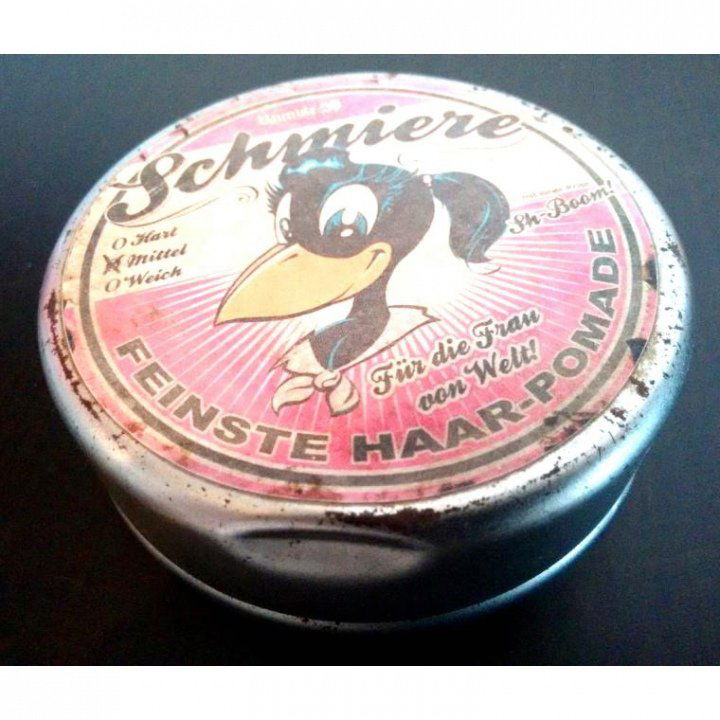 Schmiere
O Hart
X Mittel
O Weich
Sh-Boom!
Für die Frau
von Welt!
FEINSTE HAAR-POMADE